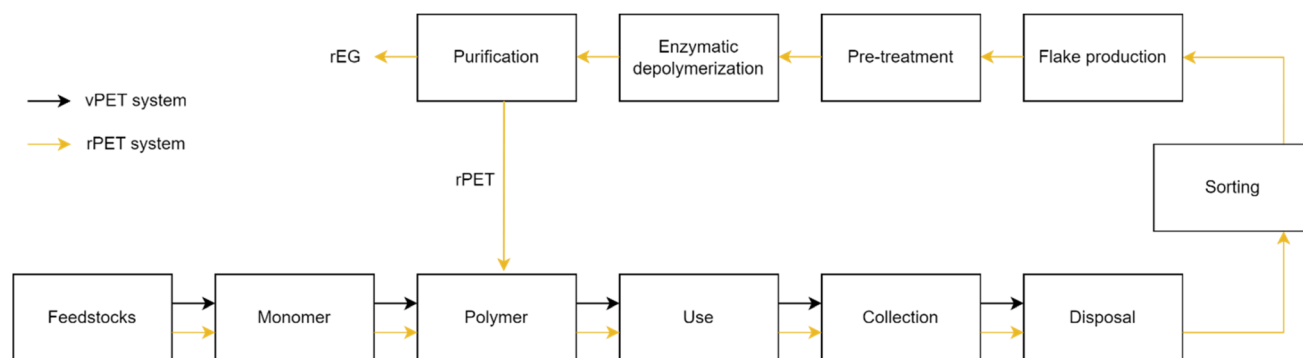 rEG
Purification
Enzymatic
depolymerization
Pre-treatment
Flake production
vPET system
rPET system
rPET
Sorting
Feedstocks
Monomer
Polymer
Use
Collection
Disposal